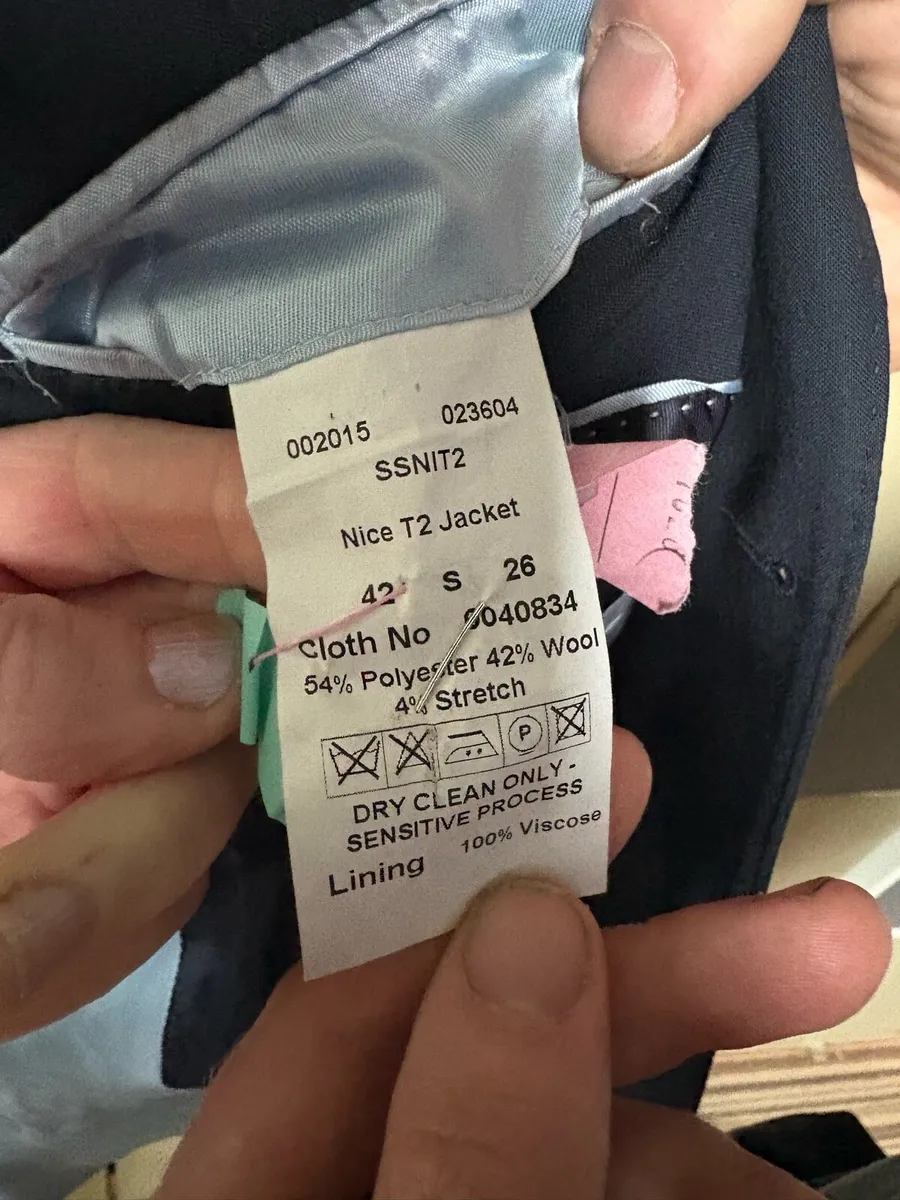 002015 023604
SSNIT2
Nice T2 Jacket
42 S 26
Cloth No 9040834
54% Polyester 42% Wool
4% Stretch
P
DRY CLEAN ONLY -
SENSITIVE PROCESS
Lining 100% Viscose